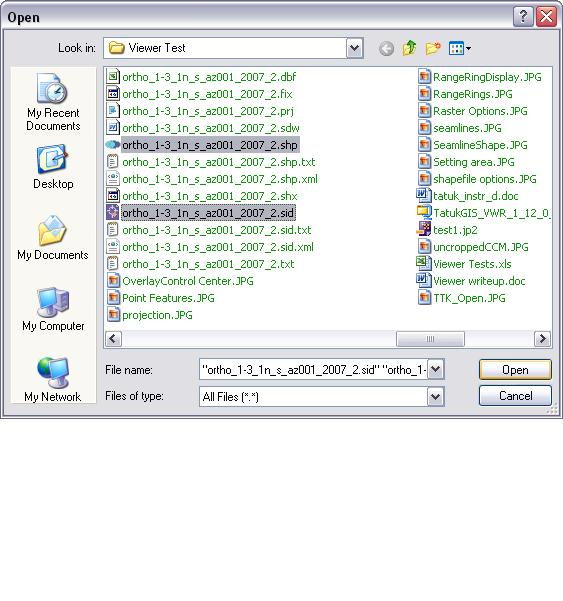 Open
Look in:
Viewer Test
My Recent
Documents
Desktop
My Documents
My Computer
My Network
ortho_1-3_1n_s_az001_2007_2.dbf
ortho_1-3_1n_s_az001_2007_2.fix
ortho_1-3_1n_s_az001_2007_2.prj
ortho_1-3_1n_s_az001_2007_2.sdw
ortho_1-3_1n_s_az001_2007_2.shp
ortho_1-3_1n_s_az001_2007_2.shp.txt
ortho_1-3_1n_s_az001_2007_2.shp.xml
ortho_1-3_1n_s_az001_2007_2.shx
ortho_1-3_1n_s_az001_2007_2.sid
ortho_1-3_1n_s_az001_2007_2.sid.txt
ortho_1-3_1n_s_az001_2007_2.sid.xml
ortho_1-3_1n_s_az001_2007_2.txt
OverlayControl Center.JPG
Point Features.JPG
projection.JPG
RangeRingDisplay.JPG
RangeRings.JPG
Raster Options.JPG
seamlines.JPG
SeamlineShape.JPG
Setting area.JPG
shapefile options.JPG
tatuk_instr_d.doc
TatukGIS_VWR_1_12_0_
test1.jp2
uncroppedCCM.JPG
Viewer Tests.xls
Viewer writeup.doc
TTK_Open.JPG
File name:
"ortho_1-3_1n_s_az001_2007_2.sid" "ortho_1-
Open
Files of type:
All Files (*.*)
Cancel